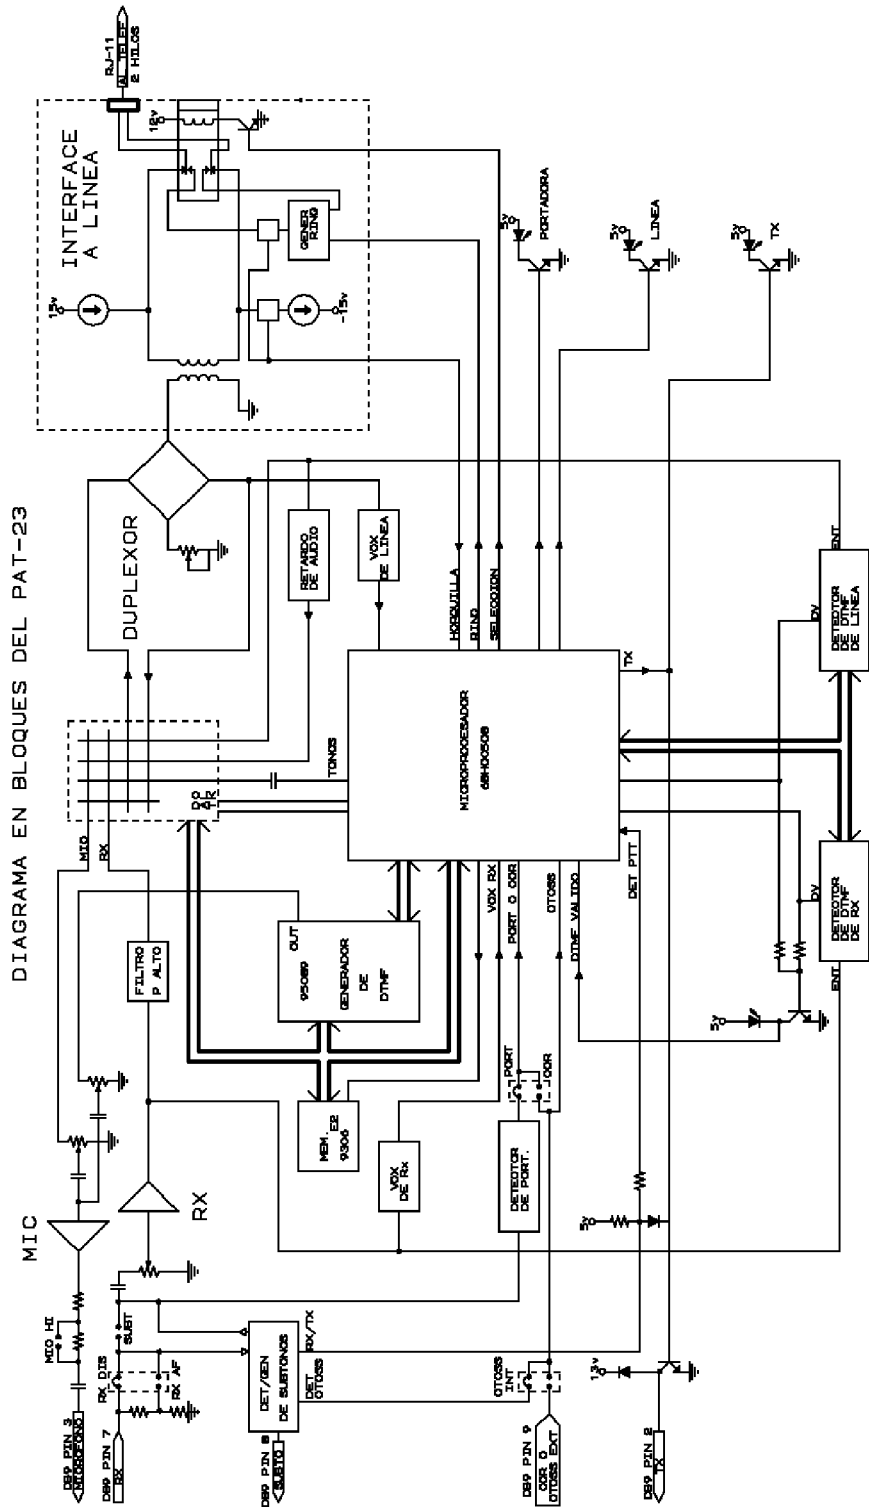 DIAGRAMA EN BLOQUES DEL PAT-23
DB9 PIN 3
MICROFONO
MIC HI
MIC
DB9 PIN 7
RX
RX DIS
RX AF
SUBT
RX
FILTRO
P ALTO
MIC
RX
DUPLEXOR
INTERFACE
A LINEA
15v
-15v
12v
GENER
RING
RJ-11
AL TELEF
2 HILOS
DB9 PIN 8
SUBTO
DET/GEN
DE SUBTONOS
RX/TX
DET
CTCSS
MEM.
E2
9306
95089
OUT
GENERADOR
DE
DTMF
TONOS
RETARDO
DE AUDIO
VOX
DE LINEA
VOX
DE Rx
DETECTOR
DE PORT.
PORT
COR
VOX RX
PORT O COR
CTCSS
DTMF VALIDO
DET PTT
MICROPROCESADOR
68HC05C8
HORQUILLA
RING
SELECCION
TX
5v
PORTADORA
5v
LINEA
5v
TX
DB9 PIN 9
COR O
CTCSS EXT
CTCSS
INT
DB9 PIN 2
TX
13v
5v
5v
ENT
DV
DETECTOR
DE DTMF
DE RX
ENT
DV
DETECTOR
DE DTMF
DE LINEA